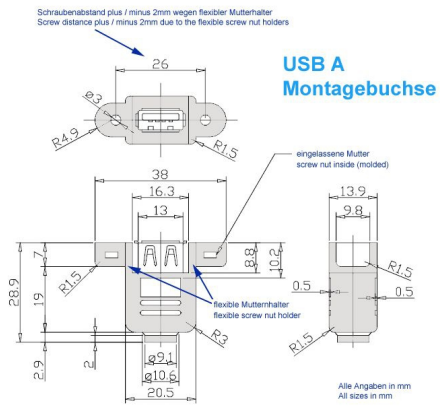 Schraubenabstand plus / minus 2mm wegen flexibler Mutterhalter
Screw distance plus / minus 2mm due to the flexible screw nut holders
USB A
Montagebuchse
26
ø3
R4.9
R1.5
eingelassene Mutter
screw nut inside (molded)
38
16.3
13
13.9
9.8
7
8.8
10.2
R1.5
R1.5
28.9
19
0.5
0.5
flexible Mutternhalter
flexible screw nut holder
R3
R1.5
2.9
2
ø9.1
ø10.6
20.5
Alle Angaben in mm
All sizes in mm